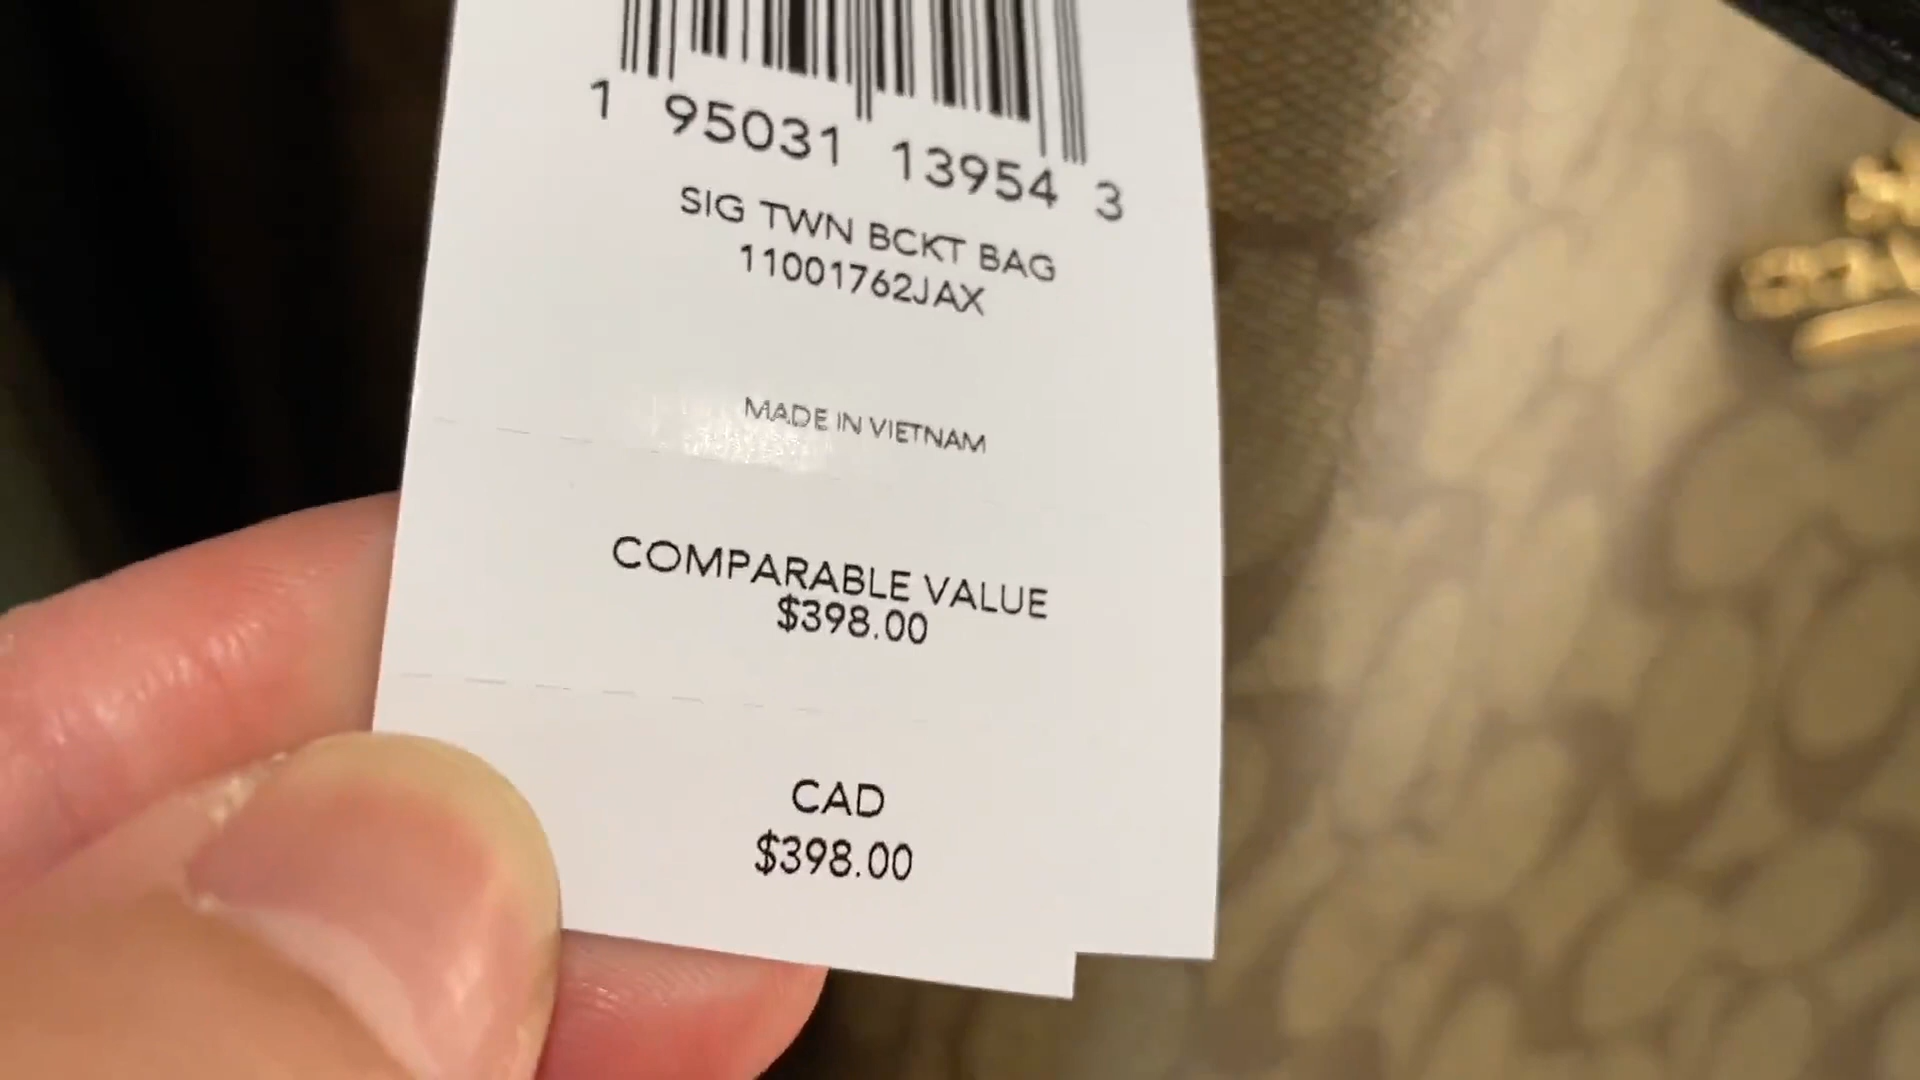 1 95031 13954 3
SIG TWN BCKT BAG
11001762JAX
MADE IN VIETNAM
COMPARABLE VALUE
$398.00
CAD
$398.00